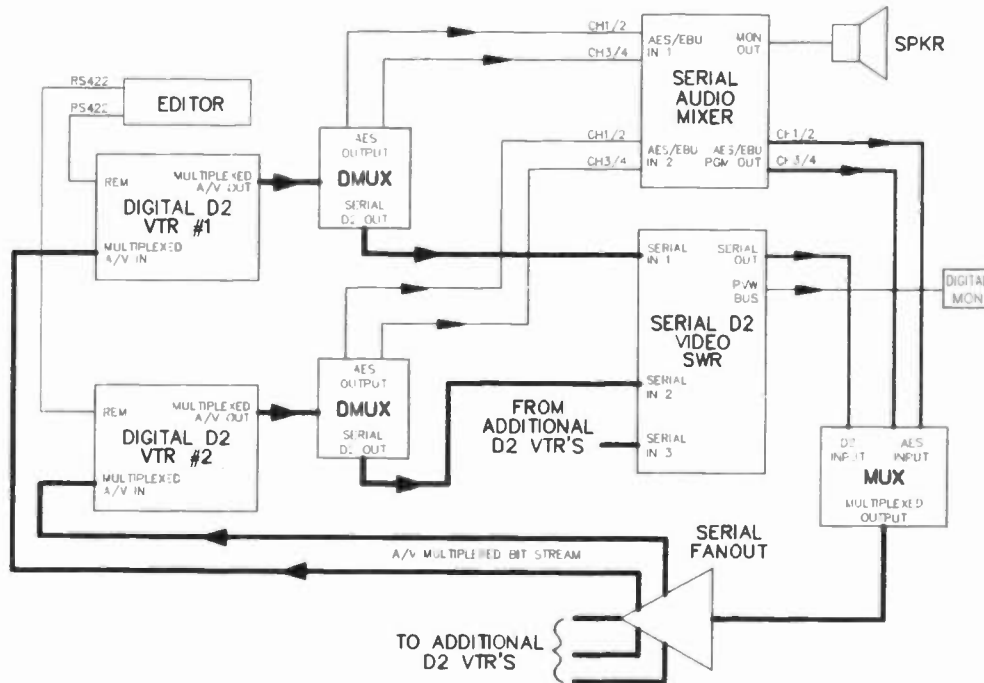 CH1/2
CH3/4
AES/EBU
IN 1
MON
OUT
SPKR
SERIAL
AUDIO
MIXER
RS422
RS422
EDITOR
CH1/2
CH3/4
AES/EBU
IN 2
AES/EBU
PGM OUT
CH1/2
CH3/4
AES
OUTPUT
DMUX
SERIAL
D2 OUT
REM
MULTIPLEXED
A/V OUT
DIGITAL D2
VTR #1
MULTIPLEXED
A/V IN
SERIAL
IN 1
SERIAL
OUT
PVW
BUS
DIGITAL
MON
SERIAL D2
VIDEO
SWR
SERIAL
IN 2
SERIAL
IN 3
AES
OUTPUT
DMUX
SERIAL
D2 OUT
REM
MULTIPLEXED
A/V OUT
DIGITAL D2
VTR #2
MULTIPLEXED
A/V IN
FROM
ADDITIONAL
D2 VTR'S
D2
INPUT
AES
INPUT
MUX
MULTIPLEXED
OUTPUT
SERIAL
FANOUT
A/V MULTIPLEXED BIT STREAM
TO ADDITIONAL
D2 VTR'S